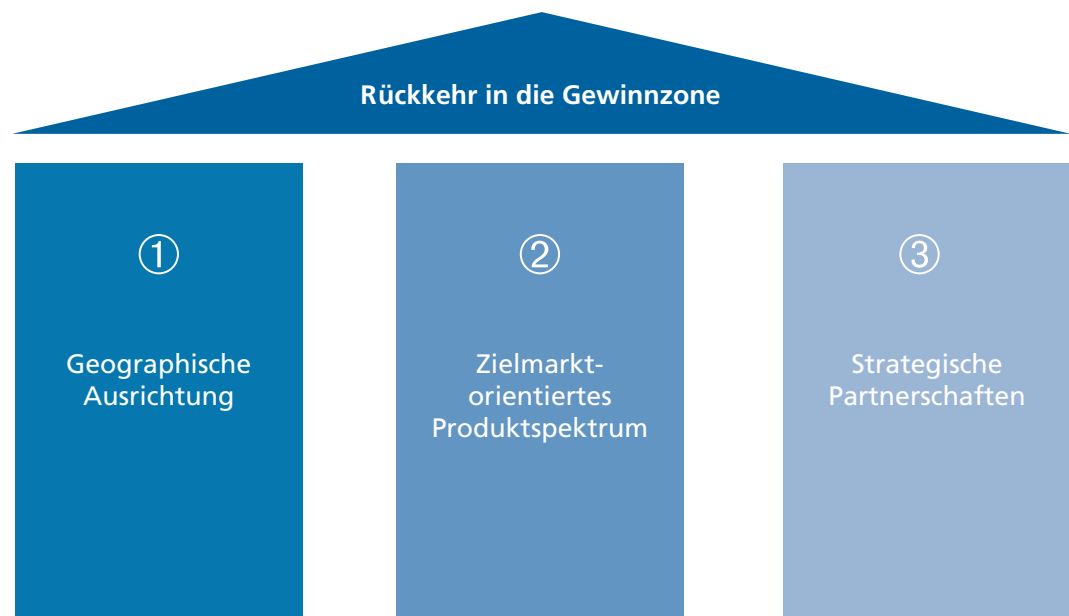 Rückkehr in die Gewinnzone
①
Geographische
Ausrichtung
②
Zielmarkt-
orientiertes
Produktspektrum
③
Strategische
Partnerschaften